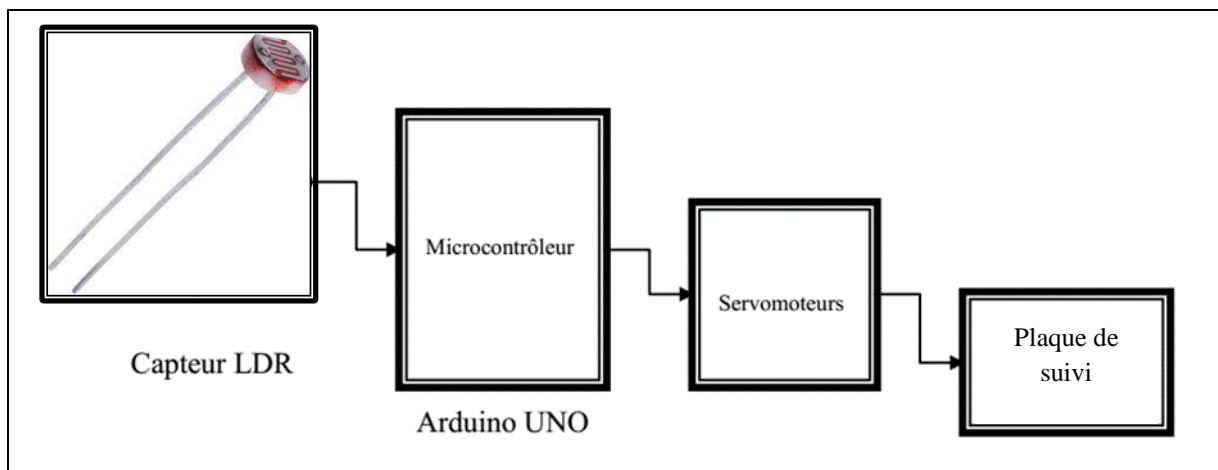 Capteur LDR
Microcontrôleur
Arduino UNO
Servomoteurs
Plaque de
suivi